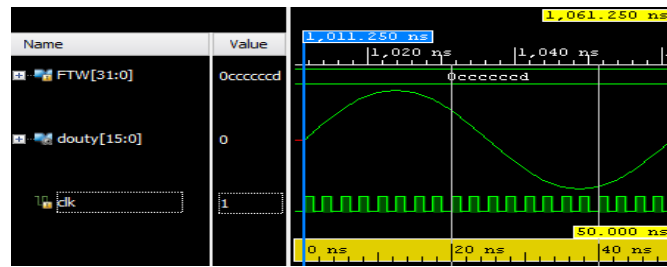 1,061.250 ns
Name
Value
1,011.250 ns
1,020 ns
1,040 ns
FTW[31:0]
0ccccccd
0ccccccd
douty[15:0]
0
clk
1
50.000 ns
0 ns
20 ns
40 ns